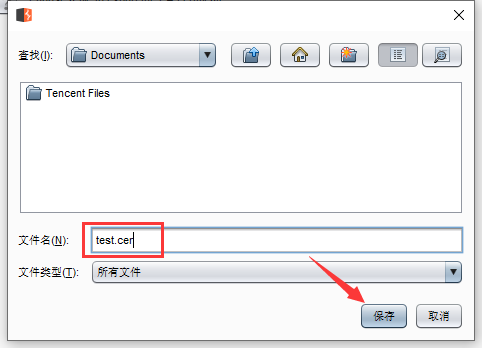 查找(I): Documents
Tencent Files
文件名(N): test.cer
文件类型(T): 所有文件
保存 取消